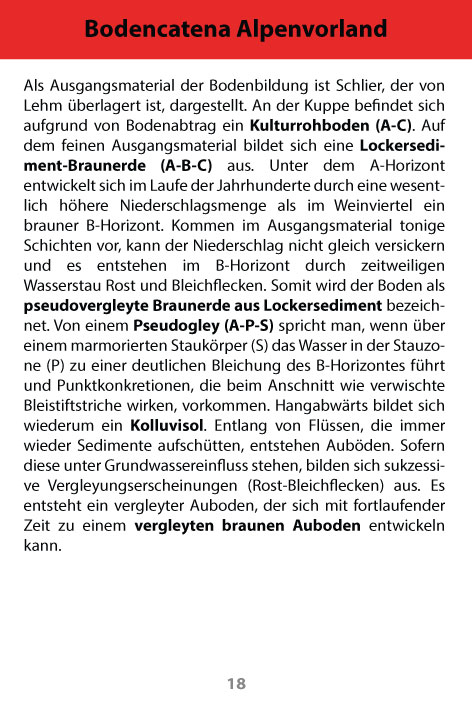 Bodencatena Alpenvorland
Als Ausgangsmaterial der Bodenbildung ist Schlier, der von
Lehm überlagert ist, dargestellt. An der Kuppe befindet sich
aufgrund von Bodenabtrag ein Kulturrohboden (A-C). Auf
dem feinen Ausgangsmaterial bildet sich eine Lockersedi-
ment-Braunerde (A-B-C) aus. Unter dem A-Horizont
entwickelt sich im Laufe der Jahrhunderte durch eine wesent-
lich höhere Niederschlagsmenge als im Weinviertel ein
brauner B-Horizont. Kommen im Ausgangsmaterial tonige
Schichten vor, kann der Niederschlag nicht gleich versickern
und es entstehen im B-Horizont durch zeitweiligen
Wasserstau Rost und Bleichflecken. Somit wird der Boden als
pseudovergleyte Braunerde aus Lockersediment bezeich-
net. Von einem Pseudogley (A-P-S) spricht man, wenn über
einem marmorierten Staukörper (S) das Wasser in der Stauzo-
ne (P) zu einer deutlichen Bleichung des B-Horizontes führt
und Punktkonkretionen, die beim Anschnitt wie verwischte
Bleistiftstriche wirken, vorkommen. Hangabwärts bildet sich
wiederum ein Kolluvisol. Entlang von Flüssen, die immer
wieder Sedimente aufschütten, entstehen Auböden. Sofern
diese unter Grundwassereinfluss stehen, bilden sich sukzessi-
ve Vergleyungserscheinungen (Rost-Bleichflecken) aus. Es
entsteht ein vergleyter Auboden, der sich mit fortlaufender
Zeit zu einem vergleyten braunen Auboden entwickeln
kann.
18